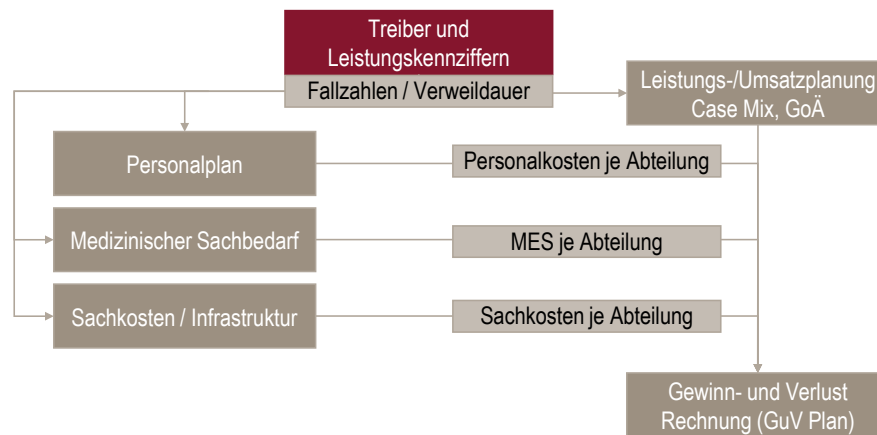 Treiber und
Leistungskennziffern
Fallzahlen / Verweildauer
Leistungs-/Umsatzplanung
Case Mix, GoÄ
Personalplan
Personalkosten je Abteilung
Medizinischer Sachbedarf
MES je Abteilung
Sachkosten / Infrastruktur
Sachkosten je Abteilung
Gewinn- und Verlust
Rechnung (GuV Plan)